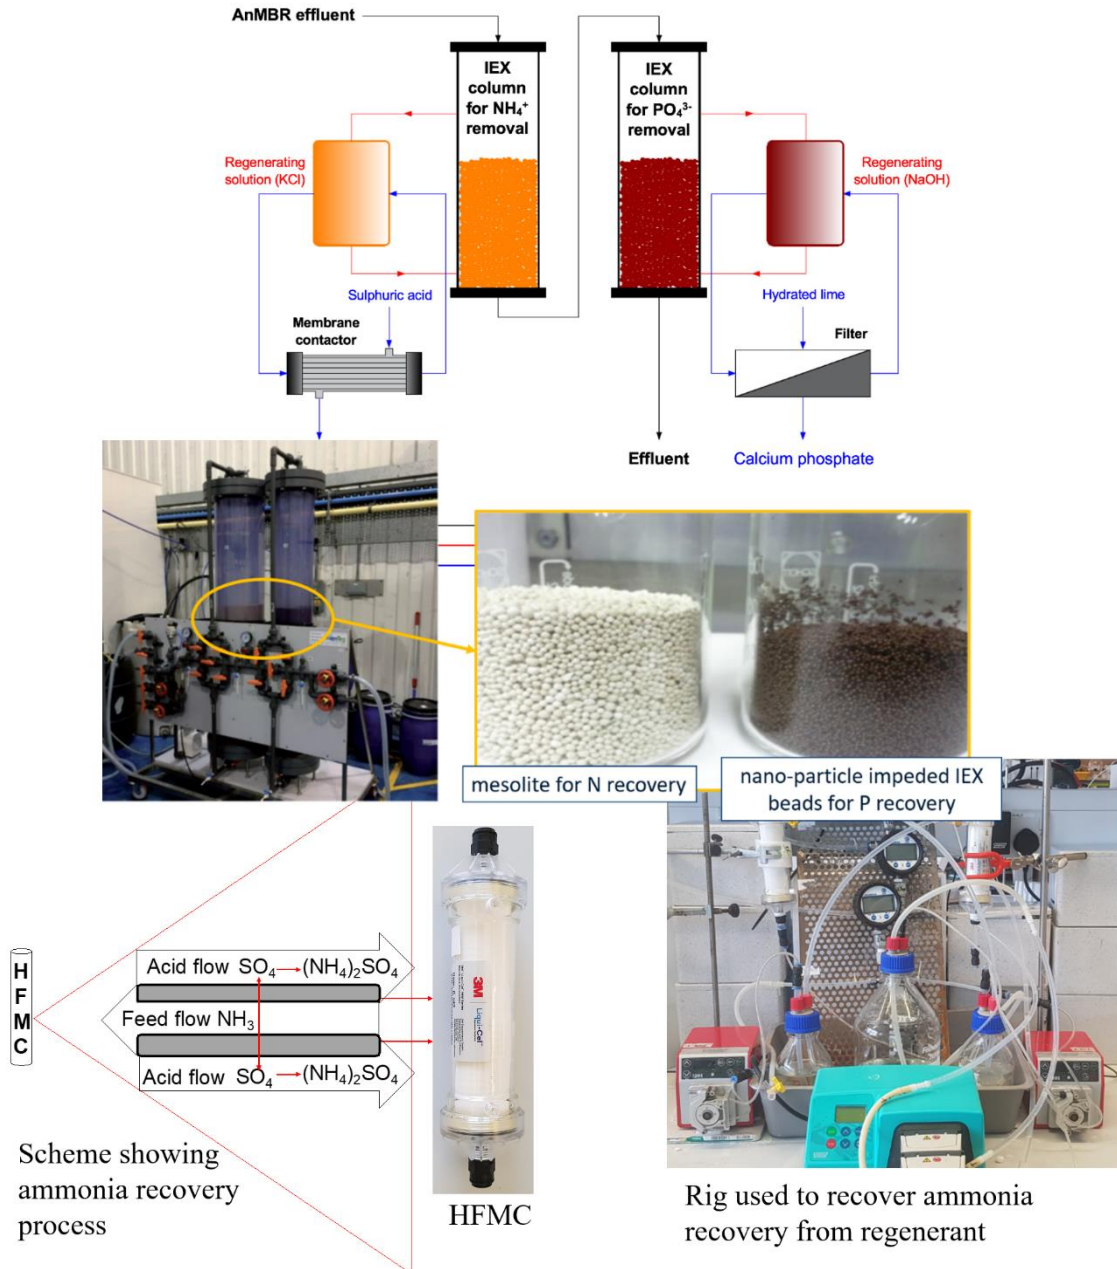 AnMBR effluent
IEX
column
for NH₄⁺
removal
IEX
column
for PO₄³⁻
removal
Regenerating
solution (KCl)
Regenerating
solution (NaOH)
Sulphuric acid
Hydrated lime
Membrane
contactor
Filter
Effluent
Calcium phosphate
mesolite for N recovery
nano-particle impeded IEX
beads for P recovery
H
F
M
C
Acid flow SO₄ (NH₄)₂SO₄
Feed flow NH₃
Acid flow SO₄ (NH₄)₂SO₄
3M
Liqui-Cel
Scheme showing
ammonia recovery
process
HFMC
Rig used to recover ammonia
recovery from regenerant